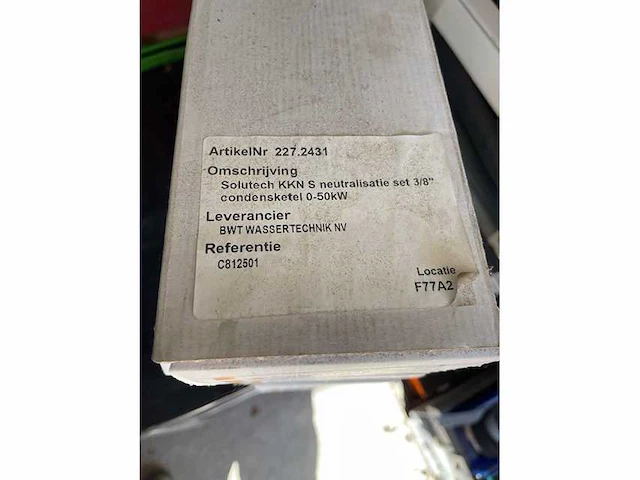 ArtikelNr 227.2431
Omschrijving
Solutech KKN S neutralisatie set 3/8"
condensketel 0-50kW
Leverancier
BWT WASSERTECHNIK NV
Referentie
C812501
Locatie
F77A2